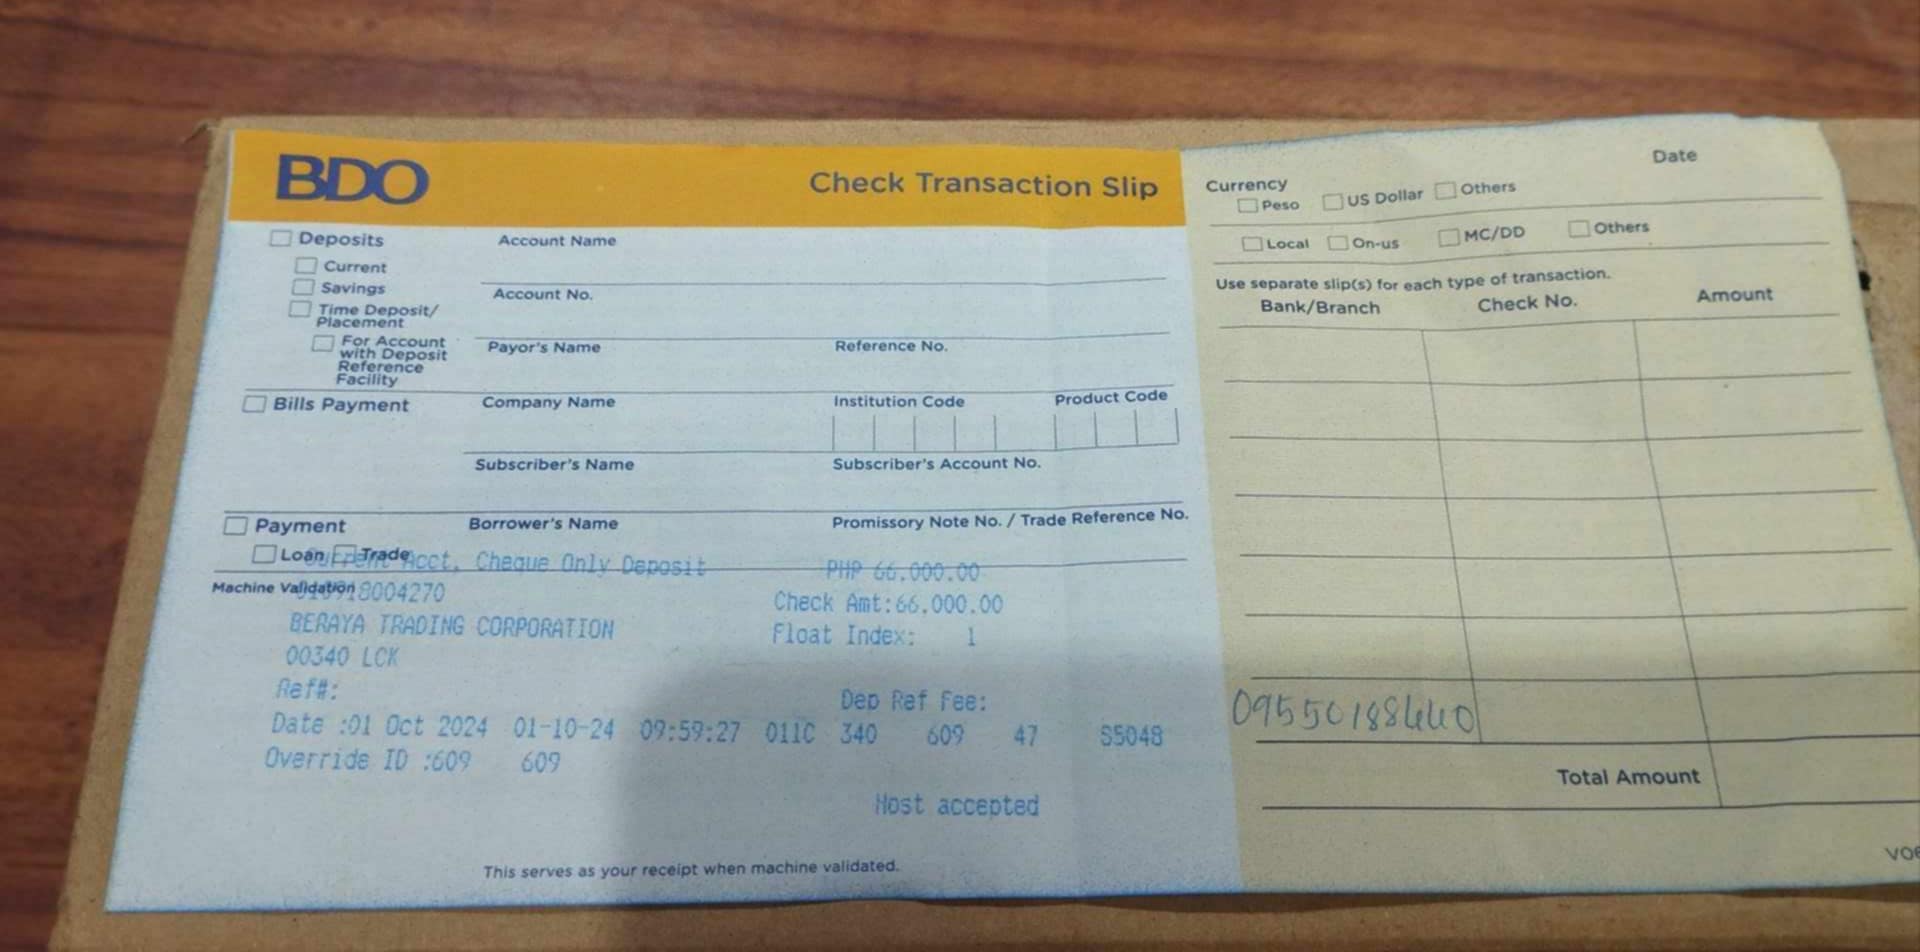 BDO
Check Transaction Slip
Deposits
Current
Savings
Time Deposit/
Placement
For Account
with Deposit
Reference
Facility
Account Name
Account No.
Payor's Name Reference No.
Bills Payment Company Name Institution Code Product Code
Subscriber's Name Subscriber's Account No.
Payment Borrower's Name Promissory Note No. / Trade Reference No.
Loan Trade
Current Acct, Cheque Only Deposit PHP 66,000.00
Machine Validation
Check Amt:66,000.00
BERAYA TRADING CORPORATION Float Index: 1
00340 LCK
Ref#: Dep Ref Fee:
Date :01 Oct 2024 01-10-24 09:59:27 011C 340 609 47 S5048
Override ID :609 609
Host accepted
This serves as your receipt when machine validated.
Date
Currency
Peso US Dollar Others
Local On-us MC/DD Others
Use separate slip(s) for each type of transaction.
Bank/Branch Check No. Amount
Total Amount